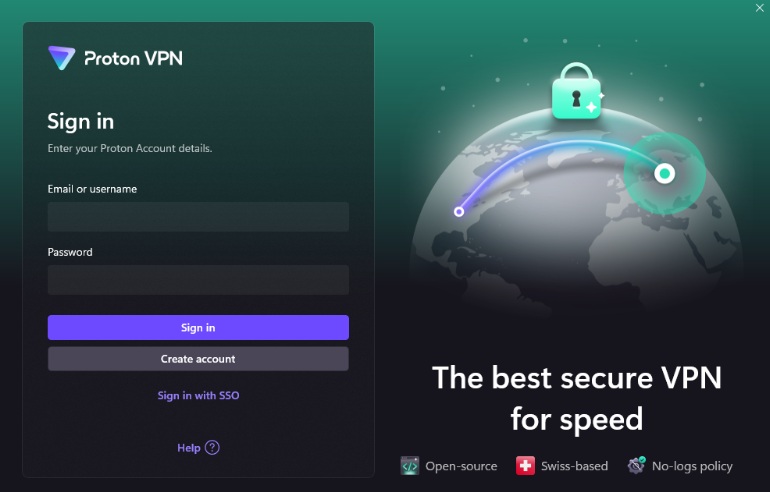 Proton VPN
Sign in
Enter your Proton Account details.
Email or username
Password
Sign in
Create account
Sign in with SSO
Help ?
The best secure VPN
for speed
Open-source Swiss-based No-logs policy